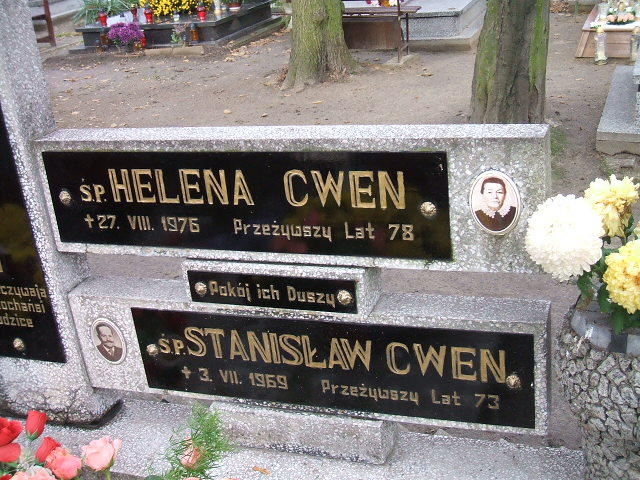 Ś.P. HELENA CWEN
+ 27. VIII. 1976 Przeżywszy Lat 78
Pokój ich Duszy
Ś.P. STANISŁAW CWEN
+ 3. VII. 1969 Przeżywszy Lat 73